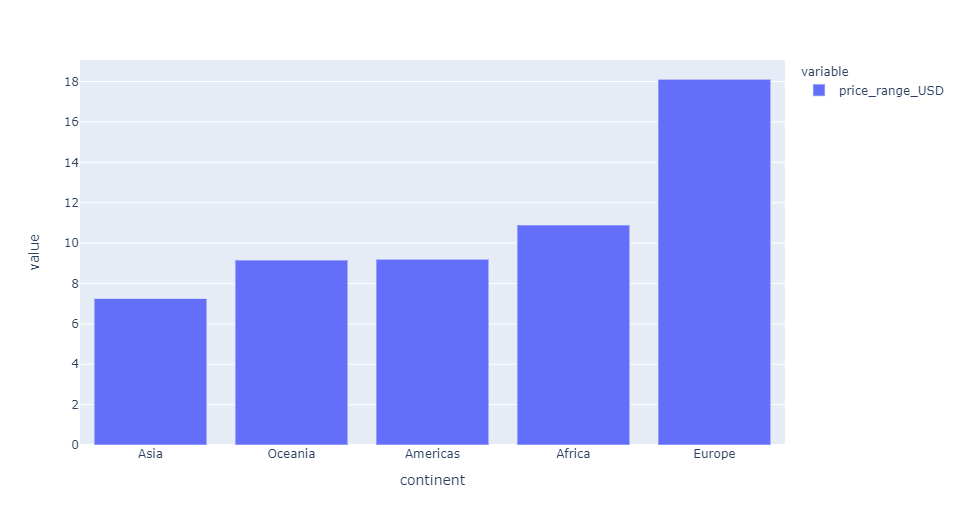 variable
price_range_USD
18
16
14
12
10
8
6
4
2
0
value
Asia Oceania Americas Africa Europe
continent